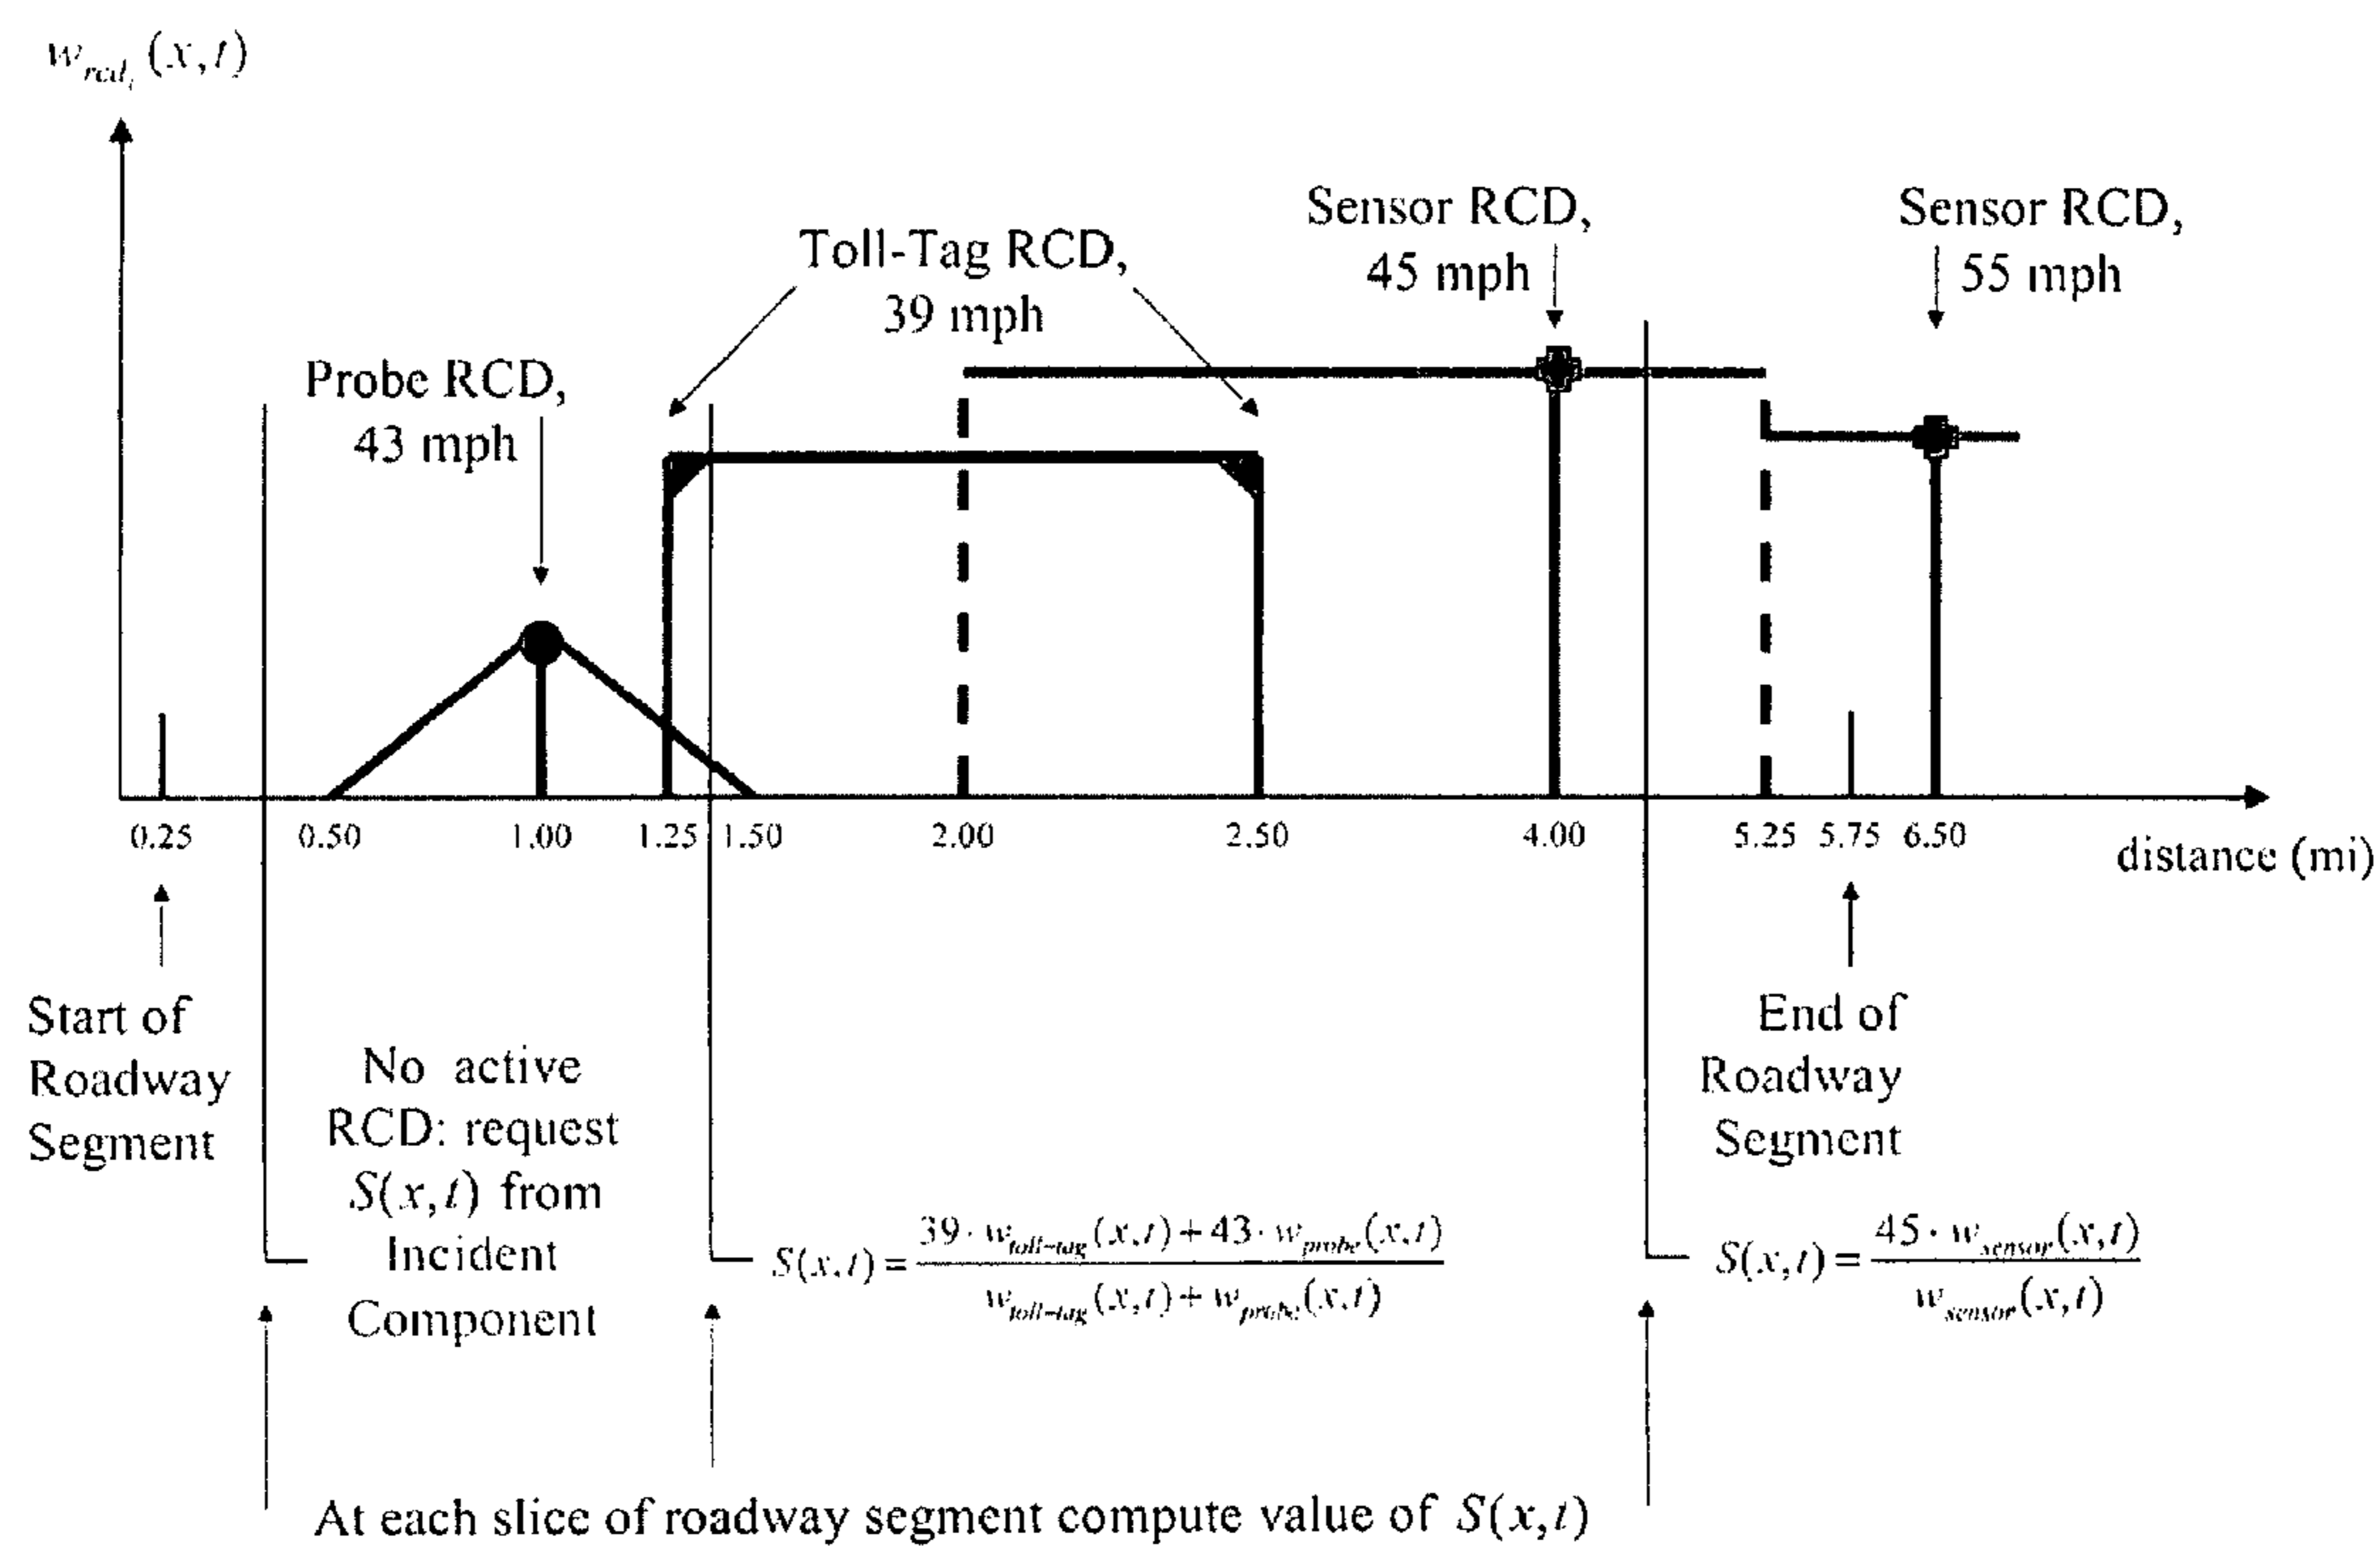 w_{rcd_i}(x,t)
Sensor RCD,
45 mph
Sensor RCD,
55 mph
Toll-Tag RCD,
39 mph
Probe RCD,
43 mph
0.25 0.50 1.00 1.25 1.50 2.00 2.50 4.00 5.25 5.75 6.50
distance (mi)
Start of
Roadway
Segment
No active
RCD: request
S(x,t) from
Incident
Component
S(x,t) = \frac{39 · w_{toll-tag}(x,t) + 43 · w_{probe}(x,t)}{w_{toll-tag}(x,t) + w_{probe}(x,t)}
End of
Roadway
Segment
S(x,t) = \frac{45 · w_{sensor}(x,t)}{w_{sensor}(x,t)}
At each slice of roadway segment compute value of S(x,t)